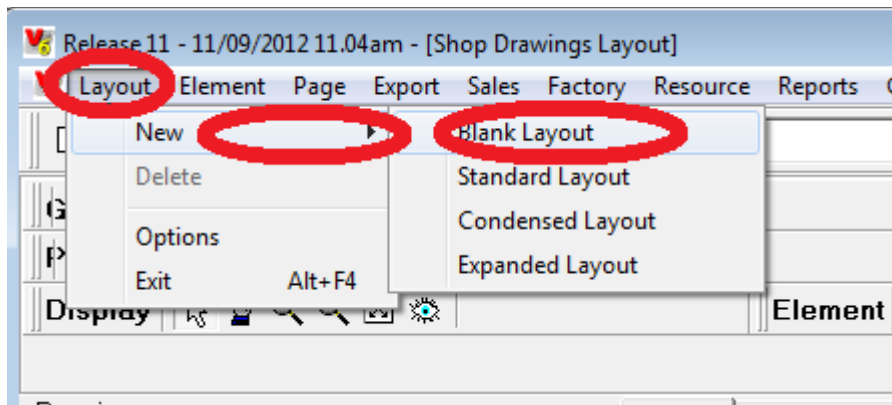 Release 11 - 11/09/2012 11.04am - [Shop Drawings Layout]
Layout Element Page Export Sales Factory Resource Reports
New
Blank Layout
Delete
Standard Layout
Condensed Layout
Options
Expanded Layout
Exit Alt+F4
Display Element